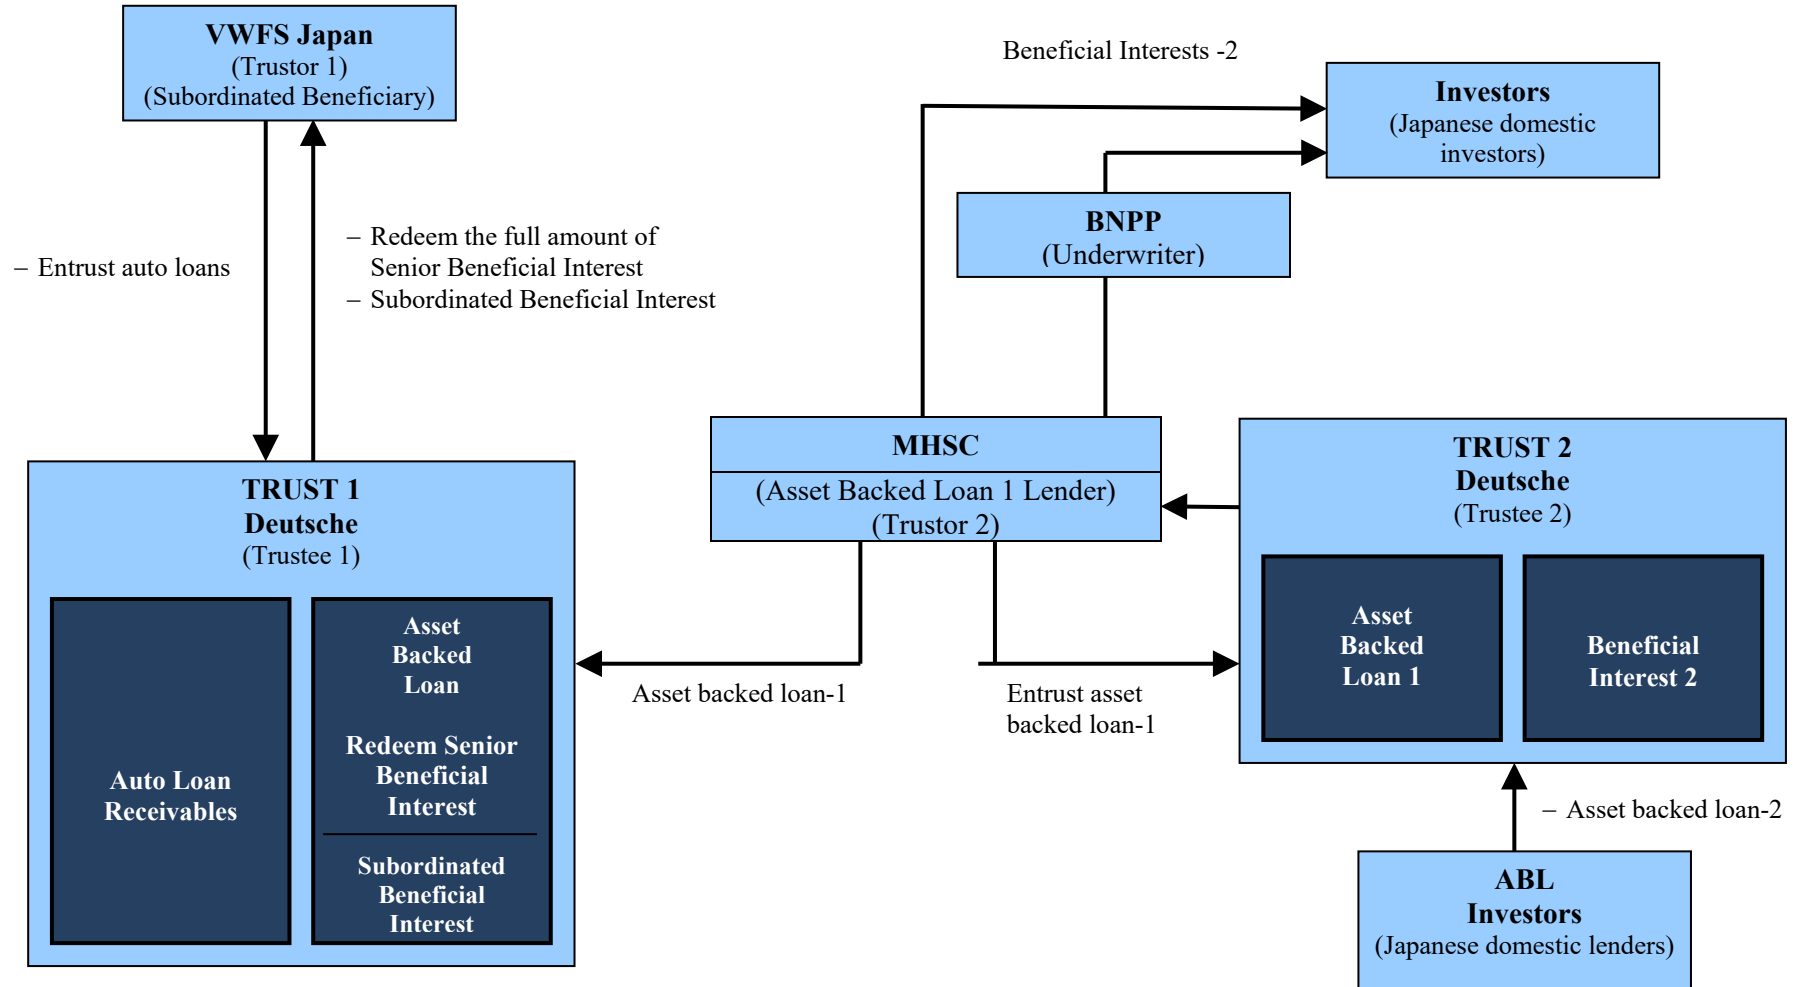 VWFS Japan
(Trustor 1)
(Subordinated Beneficiary)
Beneficial Interests -2
Investors
(Japanese domestic
investors)
BNPP
(Underwriter)
– Entrust auto loans
– Redeem the full amount of
Senior Beneficial Interest
– Subordinated Beneficial Interest
MHSC
(Asset Backed Loan 1 Lender)
(Trustor 2)
TRUST 2
Deutsche
(Trustee 2)
Asset
Backed
Loan 1
Beneficial
Interest 2
TRUST 1
Deutsche
(Trustee 1)
Auto Loan
Receivables
Asset
Backed
Loan
Redeem Senior
Beneficial
Interest
Subordinated
Beneficial
Interest
Asset backed loan-1
Entrust asset
backed loan-1
– Asset backed loan-2
ABL
Investors
(Japanese domestic lenders)